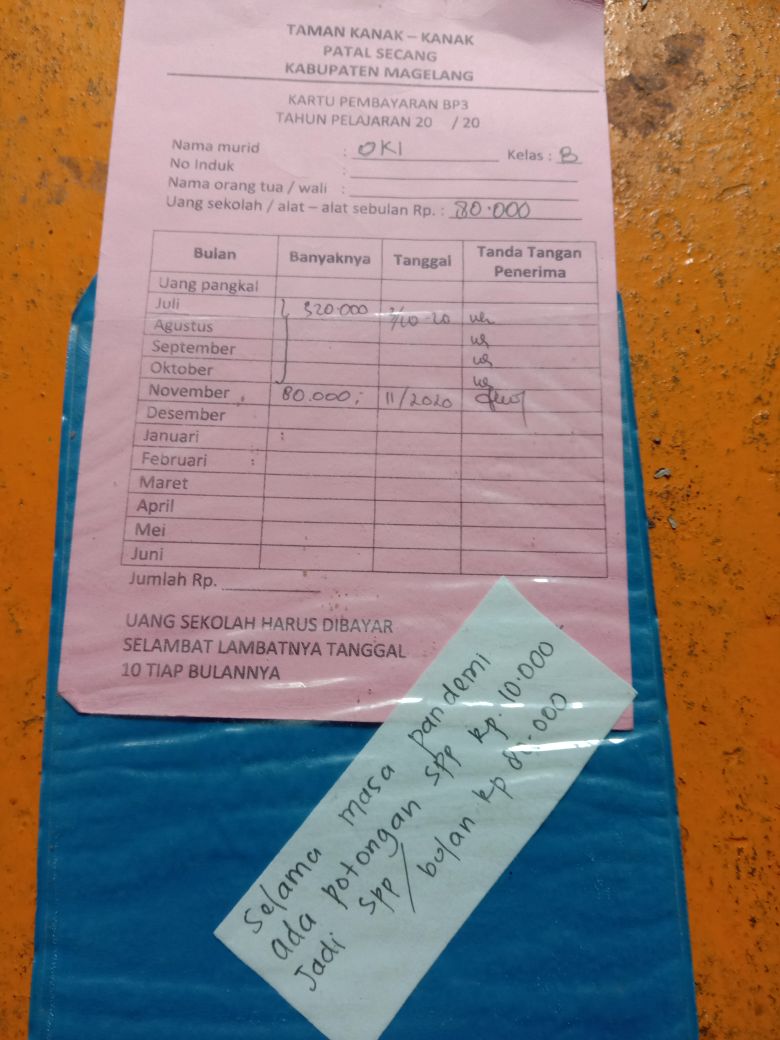 TAMAN KANAK – KANAK
PATAL SECANG
KABUPATEN MAGELANG
KARTU PEMBAYARAN BP3
TAHUN PELAJARAN 20 / 20
Nama murid : OKI Kelas : B
No Induk :
Nama orang tua / wali :
Uang sekolah / alat – alat sebulan Rp. : 80.000
Bulan Banyaknya Tanggal Tanda Tangan Penerima
Uang pangkal
Juli 320.000 /10-20
Agustus
September
Oktober
November 80.000; 11/2020
Desember
Januari :
Februari :
Maret
April
Mei
Juni
Jumlah Rp.
UANG SEKOLAH HARUS DIBAYAR
SELAMBAT LAMBATNYA TANGGAL
10 TIAP BULANNYA
Selama masa pandemi
ada potongan SPP Rp. 10.000
Jadi SPP/bulan Rp 80.000